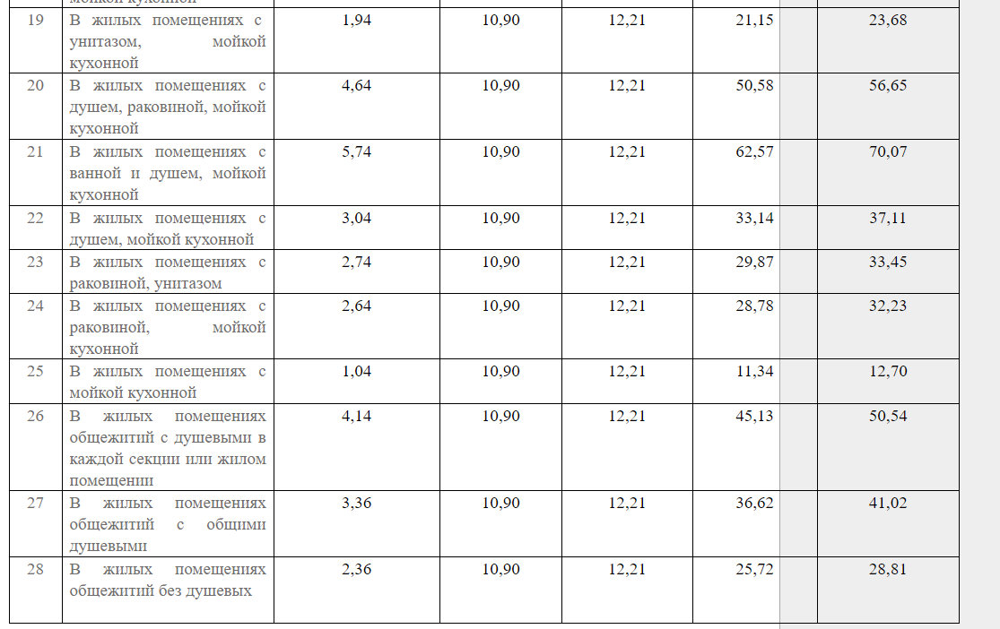 мойкой кухонной
19 В жилых помещениях с 1,94 10,90 12,21 21,15 23,68
унитазом, мойкой
кухонной
20 В жилых помещениях с 4,64 10,90 12,21 50,58 56,65
душем, раковиной, мойкой
кухонной
21 В жилых помещениях с 5,74 10,90 12,21 62,57 70,07
ванной и душем, мойкой
кухонной
22 В жилых помещениях с 3,04 10,90 12,21 33,14 37,11
душем, мойкой кухонной
23 В жилых помещениях с 2,74 10,90 12,21 29,87 33,45
раковиной, унитазом
24 В жилых помещениях с 2,64 10,90 12,21 28,78 32,23
раковиной, мойкой
кухонной
25 В жилых помещениях с 1,04 10,90 12,21 11,34 12,70
мойкой кухонной
26 В жилых помещениях 4,14 10,90 12,21 45,13 50,54
общежитий с душевыми в
каждой секции или жилом
помещении
27 В жилых помещениях 3,36 10,90 12,21 36,62 41,02
общежитий с общими
душевыми
28 В жилых помещениях 2,36 10,90 12,21 25,72 28,81
общежитий без душевых